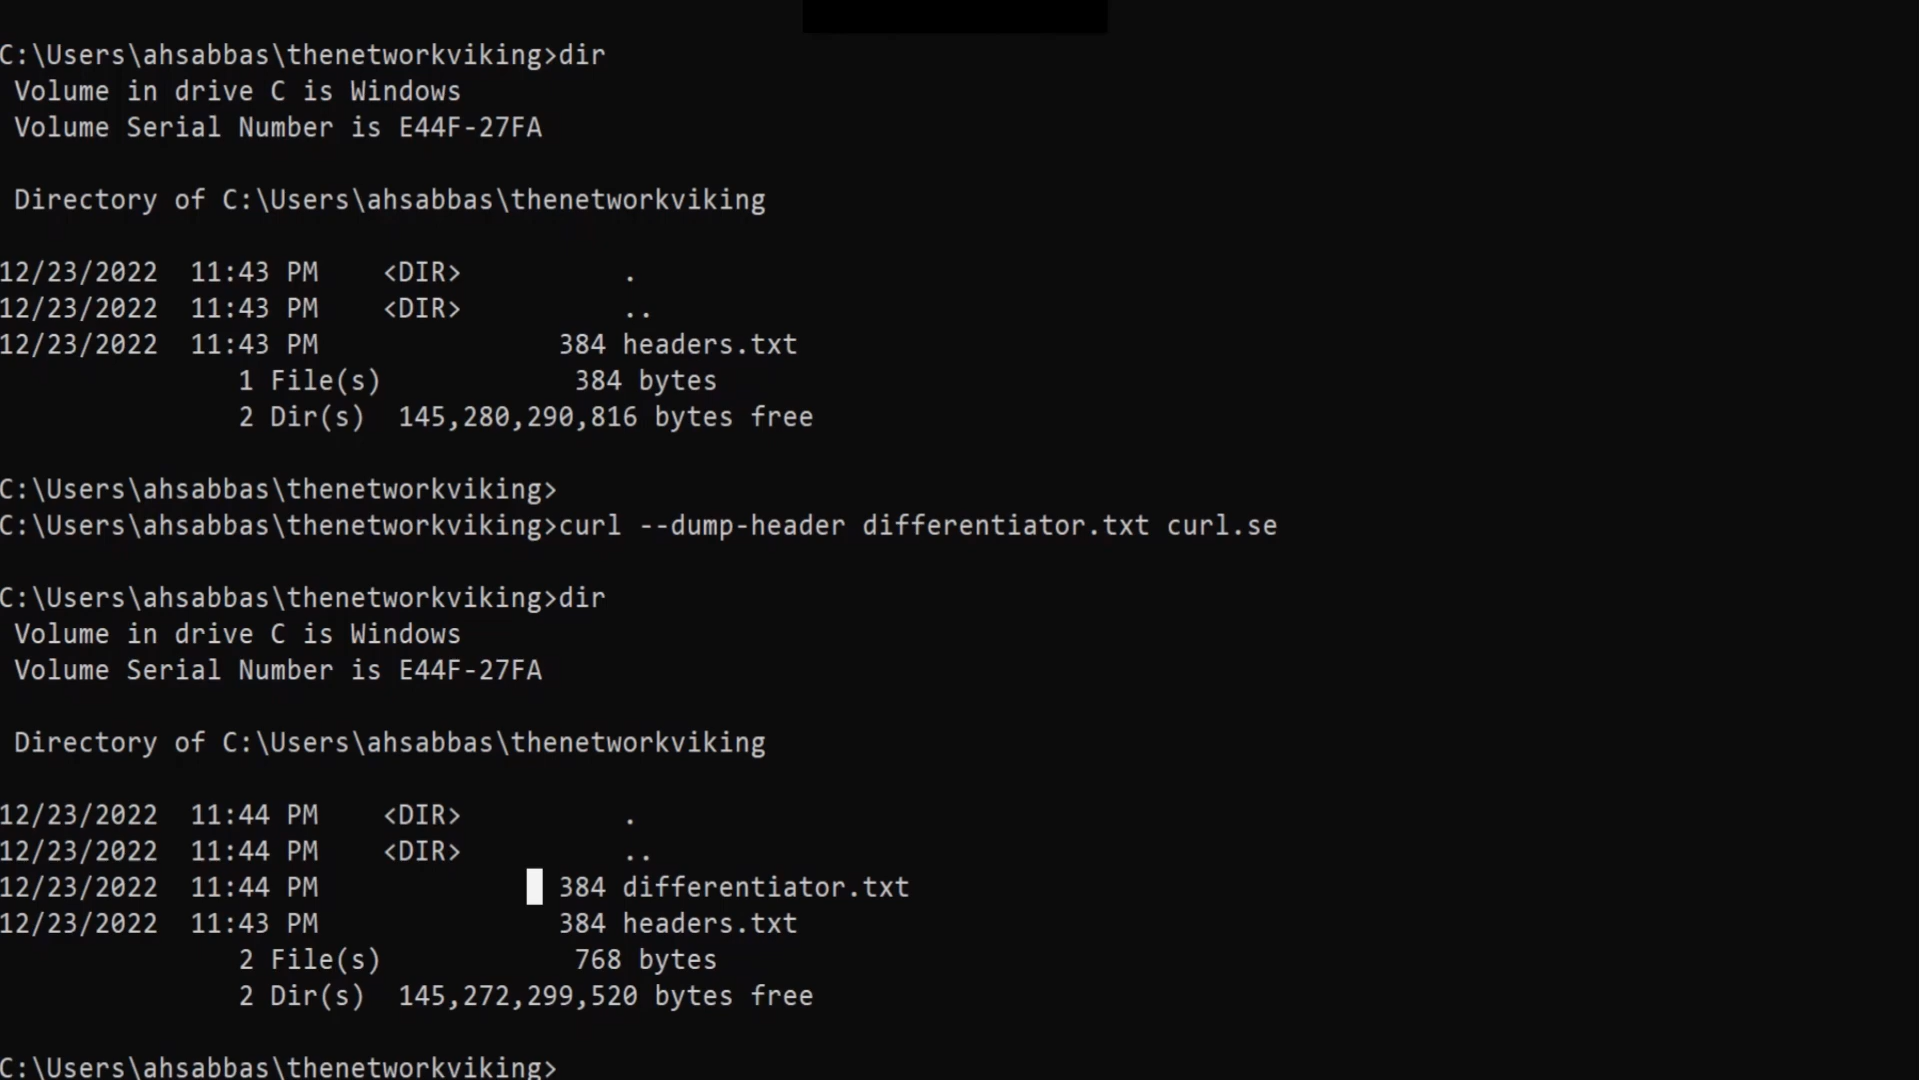 C:\Users\ahsabbas\thenetworkviking>dir
Volume in drive C is Windows
Volume Serial Number is E44F-27FA
Directory of C:\Users\ahsabbas\thenetworkviking
12/23/2022 11:43 PM <DIR> .
12/23/2022 11:43 PM <DIR> ..
12/23/2022 11:43 PM 384 headers.txt
1 File(s) 384 bytes
2 Dir(s) 145,280,290,816 bytes free
C:\Users\ahsabbas\thenetworkviking>
C:\Users\ahsabbas\thenetworkviking>curl --dump-header differentiator.txt curl.se
C:\Users\ahsabbas\thenetworkviking>dir
Volume in drive C is Windows
Volume Serial Number is E44F-27FA
Directory of C:\Users\ahsabbas\thenetworkviking
12/23/2022 11:44 PM <DIR> .
12/23/2022 11:44 PM <DIR> ..
12/23/2022 11:44 PM 384 differentiator.txt
12/23/2022 11:43 PM 384 headers.txt
2 File(s) 768 bytes
2 Dir(s) 145,272,299,520 bytes free
C:\Users\ahsabbas\thenetworkviking>